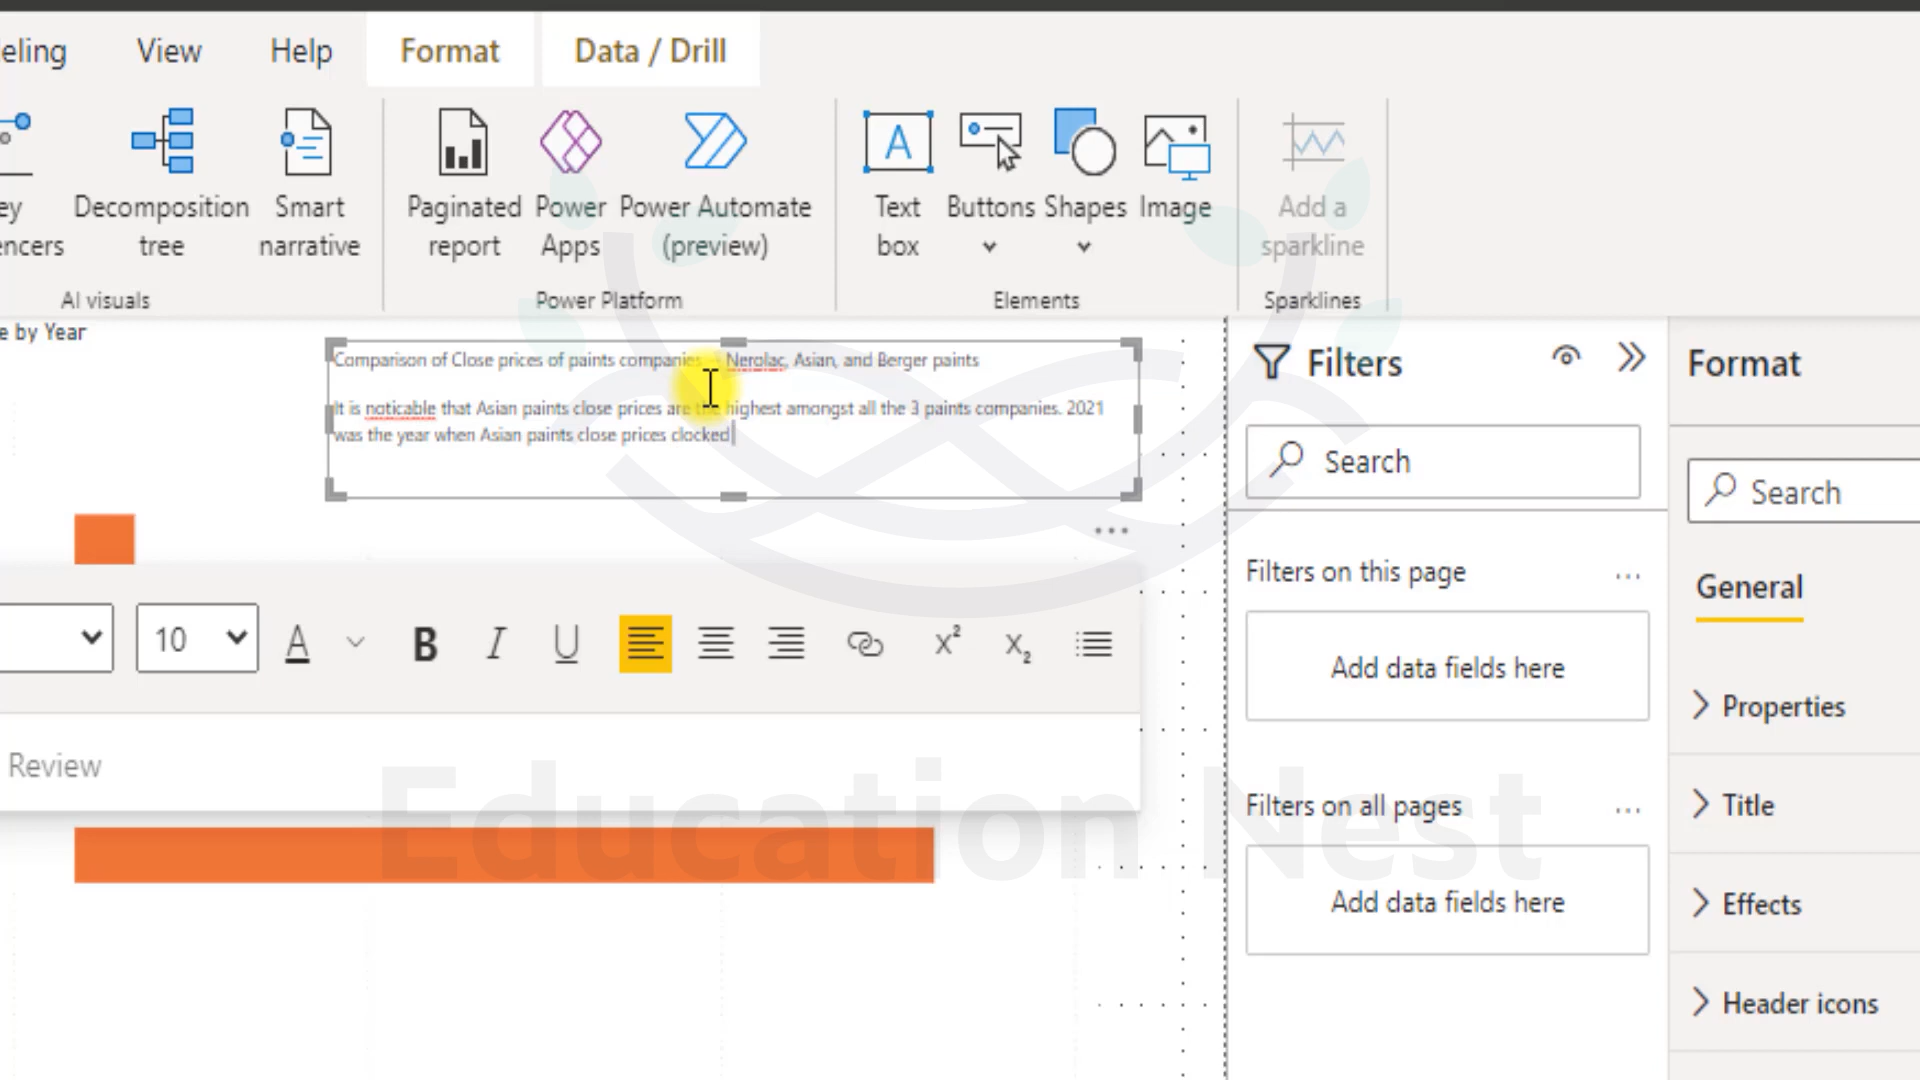 eling View Help Format Data / Drill
ey
encers
Decomposition
tree
Smart
narrative
Paginated
report
Power
Apps
Power Automate
(preview)
Text
box
Buttons
Shapes
Image
Add a
sparkline
AI visuals
Power Platform
Elements
Sparklines
e by Year
Comparison of Close prices of paints companies - Nerolac, Asian, and Berger paints
It is noticable that Asian paints close prices are the highest amongst all the 3 paints companies. 2021
was the year when Asian paints close prices clocked
10 A B I U x² x₂
Review
Filters
Search
Filters on this page
Add data fields here
Filters on all pages
Add data fields here
Format
Search
General
Properties
Title
Effects
Header icons
Education Nest